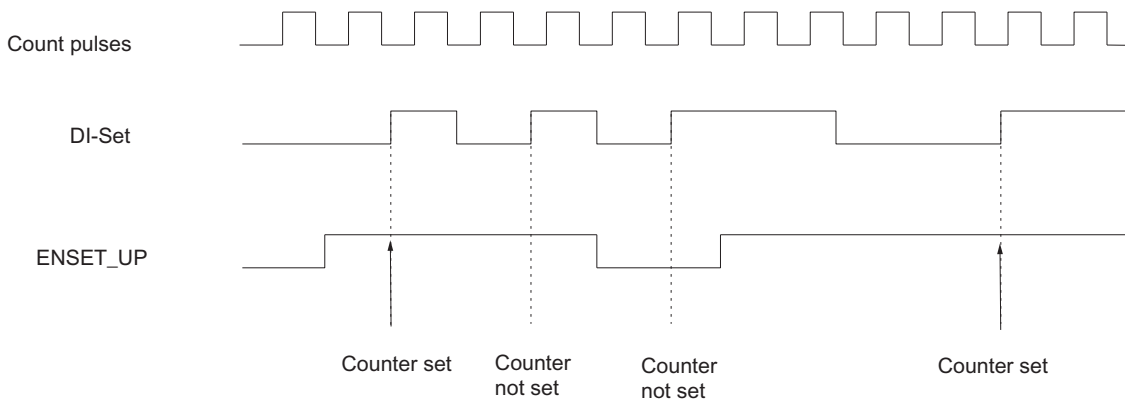 Count pulses
DI-Set
ENSET_UP
Counter set
Counter
not set
Counter
not set
Counter set